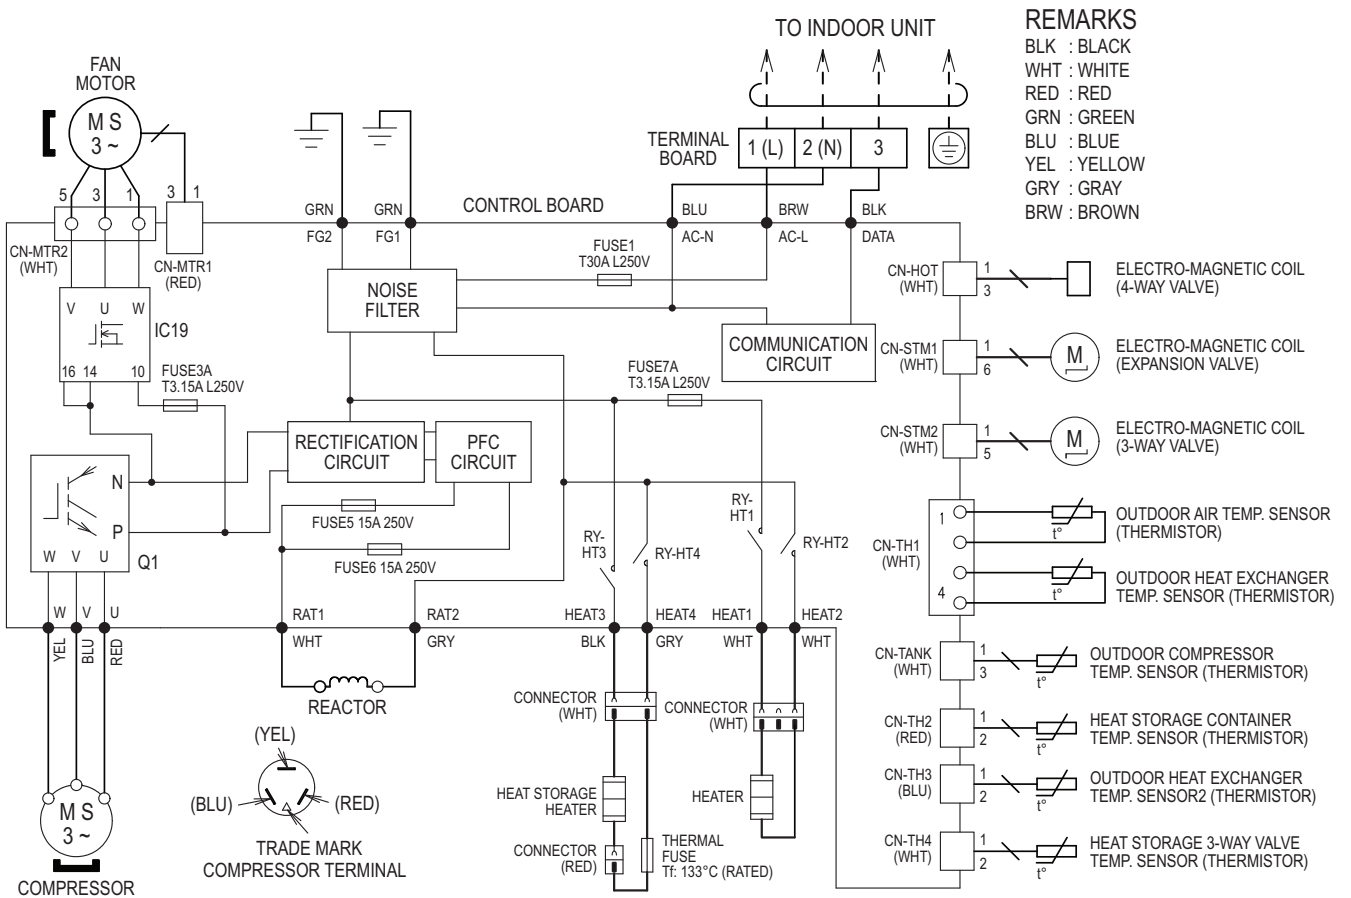 TO INDOOR UNIT
REMARKS
BLK : BLACK
WHT : WHITE
RED : RED
GRN : GREEN
BLU : BLUE
YEL : YELLOW
GRY : GRAY
BRW : BROWN
FAN
MOTOR
M S
3 ~
5 3 1
3 1
CN-MTR2
(WHT)
CN-MTR1
(RED)
TERMINAL
BOARD
1 (L) 2 (N) 3
GRN GRN
FG2 FG1
CONTROL BOARD
BLU BRW BLK
AC-N AC-L DATA
FUSE1
T30A L250V
NOISE
FILTER
COMMUNICATION
CIRCUIT
V U W
IC19
16 14 10
FUSE3A
T3.15A L250V
FUSE7A
T3.15A L250V
RECTIFICATION
CIRCUIT
PFC
CIRCUIT
N
P
W V U
Q1
FUSE5 15A 250V
FUSE6 15A 250V
RY-
HT3
RY-HT4
RY-
HT1
RY-HT2
W V U
YEL
BLU
RED
RAT1 RAT2
WHT GRY
REACTOR
HEAT3 HEAT4 HEAT1 HEAT2
BLK GRY WHT WHT
CONNECTOR
(WHT)
CONNECTOR
(WHT)
HEAT STORAGE
HEATER
HEATER
CONNECTOR
(RED)
THERMAL
FUSE
Tf: 133°C (RATED)
M S
3 ~
COMPRESSOR
(YEL)
(BLU) (RED)
TRADE MARK
COMPRESSOR TERMINAL
CN-HOT
(WHT)
1
3
ELECTRO-MAGNETIC COIL
(4-WAY VALVE)
CN-STM1
(WHT)
1
6
M
ELECTRO-MAGNETIC COIL
(EXPANSION VALVE)
CN-STM2
(WHT)
1
5
M
ELECTRO-MAGNETIC COIL
(3-WAY VALVE)
CN-TH1
(WHT)
1
4
t°
OUTDOOR AIR TEMP. SENSOR
(THERMISTOR)
t°
OUTDOOR HEAT EXCHANGER
TEMP. SENSOR (THERMISTOR)
CN-TANK
(WHT)
1
3
t°
OUTDOOR COMPRESSOR
TEMP. SENSOR (THERMISTOR)
CN-TH2
(RED)
1
2
t°
HEAT STORAGE CONTAINER
TEMP. SENSOR (THERMISTOR)
CN-TH3
(BLU)
1
2
t°
OUTDOOR HEAT EXCHANGER
TEMP. SENSOR2 (THERMISTOR)
CN-TH4
(WHT)
1
2
t°
HEAT STORAGE 3-WAY VALVE
TEMP. SENSOR (THERMISTOR)